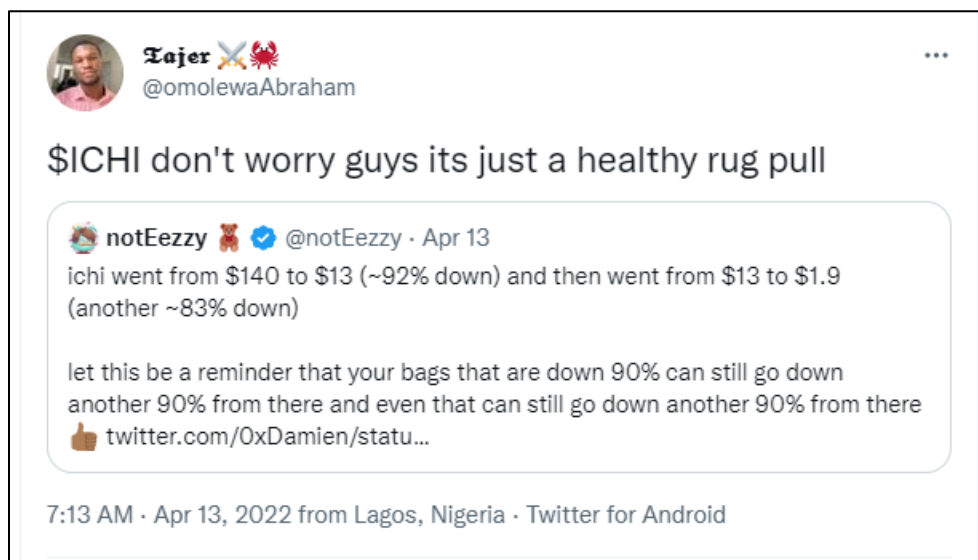 𝕿𝖆𝖏𝖊𝖗 ⚔️🦀
@omolewaAbraham
$ICHI don't worry guys its just a healthy rug pull
notEezzy 🧸 @notEezzy · Apr 13
ichi went from $140 to $13 (~92% down) and then went from $13 to $1.9
(another ~83% down)
let this be a reminder that your bags that are down 90% can still go down
another 90% from there and even that can still go down another 90% from there
👍🏾 twitter.com/0xDamien/statu...
7:13 AM · Apr 13, 2022 from Lagos, Nigeria · Twitter for Android